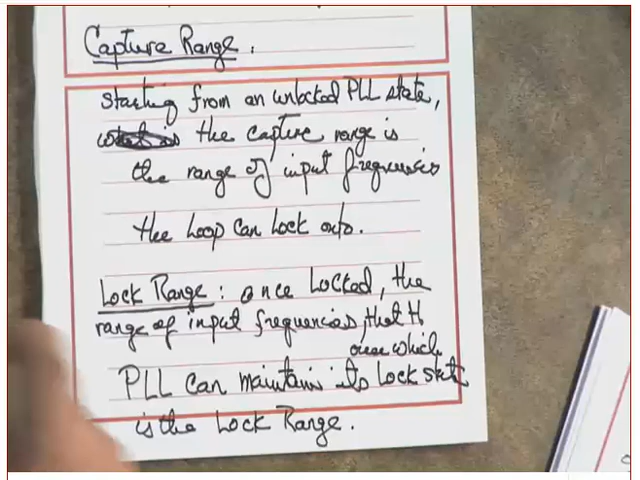 Capture Range.
starting from an unlocked PLL state,
the capture range is
the range of input frequencies
the Loop can Lock onto.
Lock Range: once Locked, the
range of input frequencies, that th
over which
PLL can maintain its Lock state
is the Lock Range.